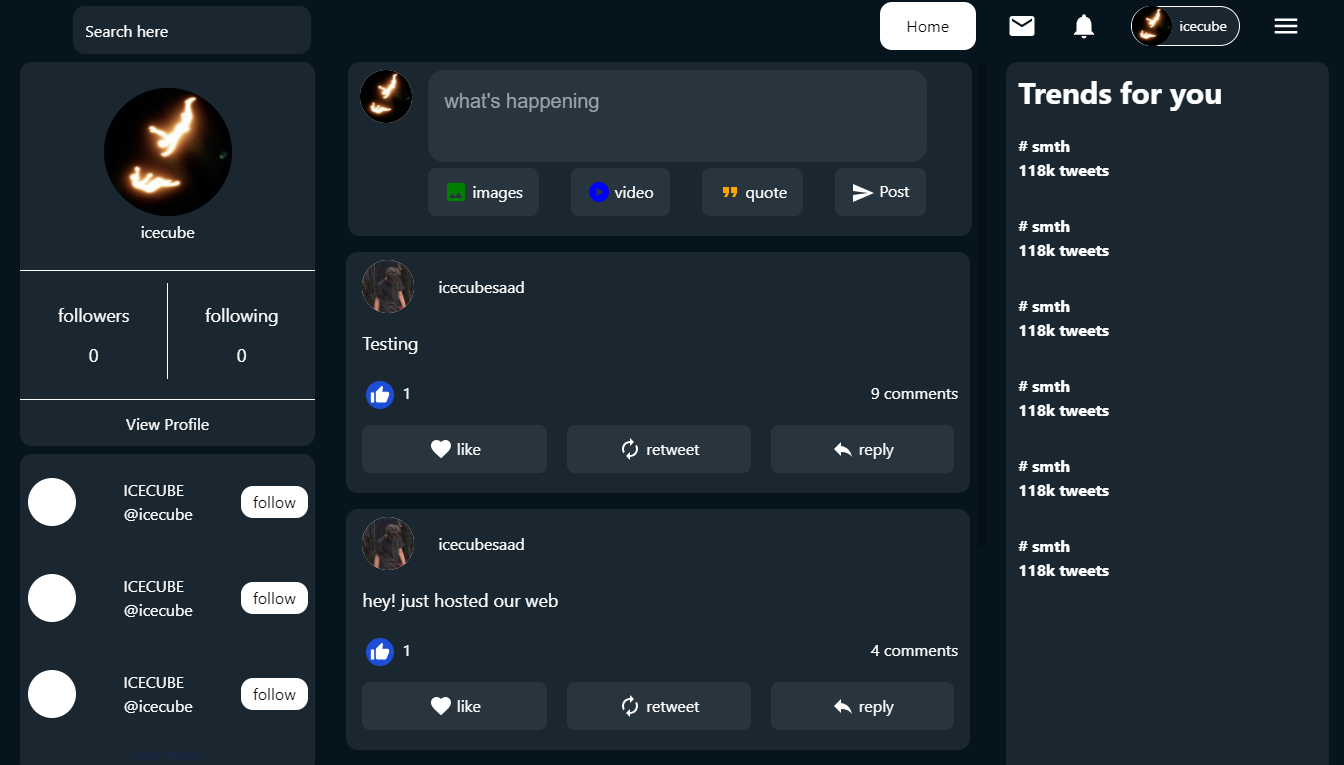 Search here
Home
icecube
icecube
followers
following
0
0
View Profile
ICECUBE
@icecube
follow
ICECUBE
@icecube
follow
ICECUBE
@icecube
follow
what's happening
images
video
quote
Post
icecubesaad
Testing
1
9 comments
like
retweet
reply
icecubesaad
hey! just hosted our web
1
4 comments
like
retweet
reply
Trends for you
# smth
118k tweets
# smth
118k tweets
# smth
118k tweets
# smth
118k tweets
# smth
118k tweets
# smth
118k tweets